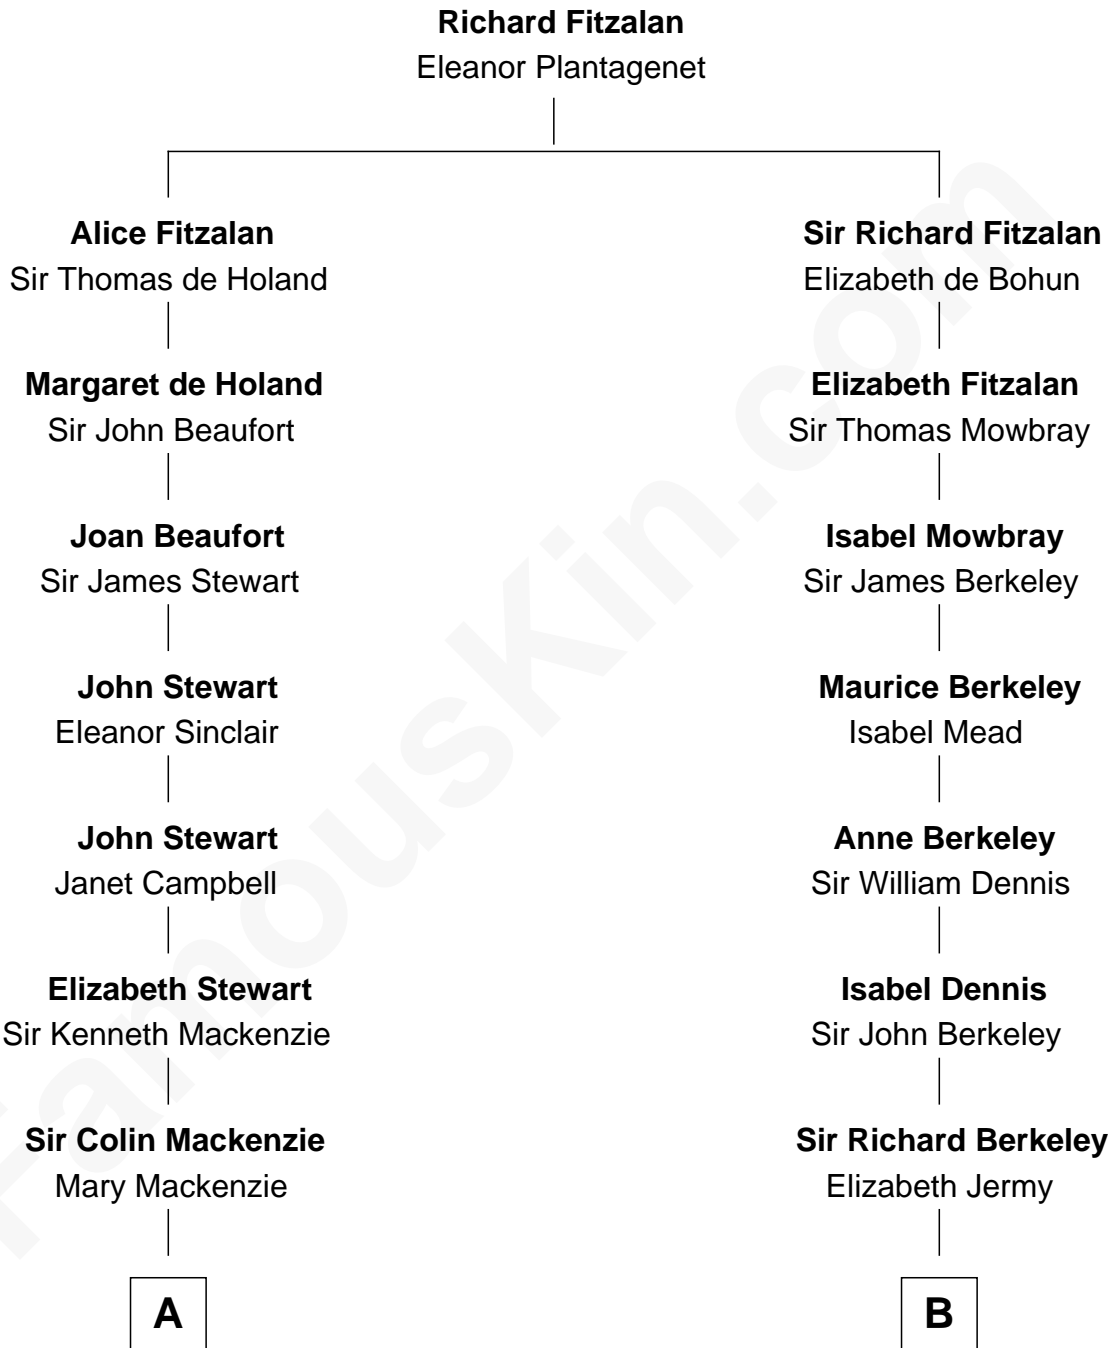 Richard Fitzalan
Eleanor Plantagenet
Alice Fitzalan
Sir Thomas de Holand
Sir Richard Fitzalan
Elizabeth de Bohun
Margaret de Holand
Sir John Beaufort
Elizabeth Fitzalan
Sir Thomas Mowbray
Joan Beaufort
Sir James Stewart
Isabel Mowbray
Sir James Berkeley
John Stewart
Eleanor Sinclair
Maurice Berkeley
Isabel Mead
John Stewart
Janet Campbell
Anne Berkeley
Sir William Dennis
Elizabeth Stewart
Sir Kenneth Mackenzie
Isabel Dennis
Sir John Berkeley
Sir Colin Mackenzie
Mary Mackenzie
Sir Richard Berkeley
Elizabeth Jermy
A
B
FamousKin.com